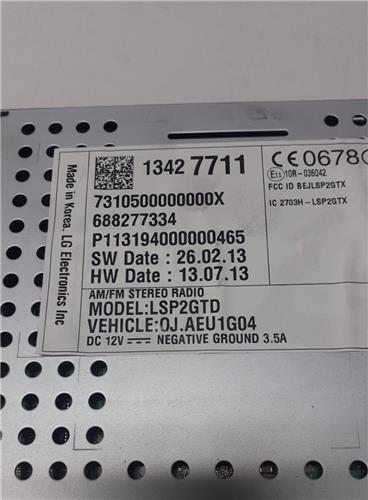 Made in Korea. LG Electronics Inc
1342 7711
7310500000000X
688277334
P113194000000465
SW Date : 26.02.13
HW Date : 13.07.13
CE0678
E11 10R-036042
FCC ID BEJLSP2GTX
IC 2703H-LSP2GTX
AM/FM STEREO RADIO
MODEL:LSP2GTD
VEHICLE:0J.AEU1G04
DC 12V NEGATIVE GROUND 3.5A